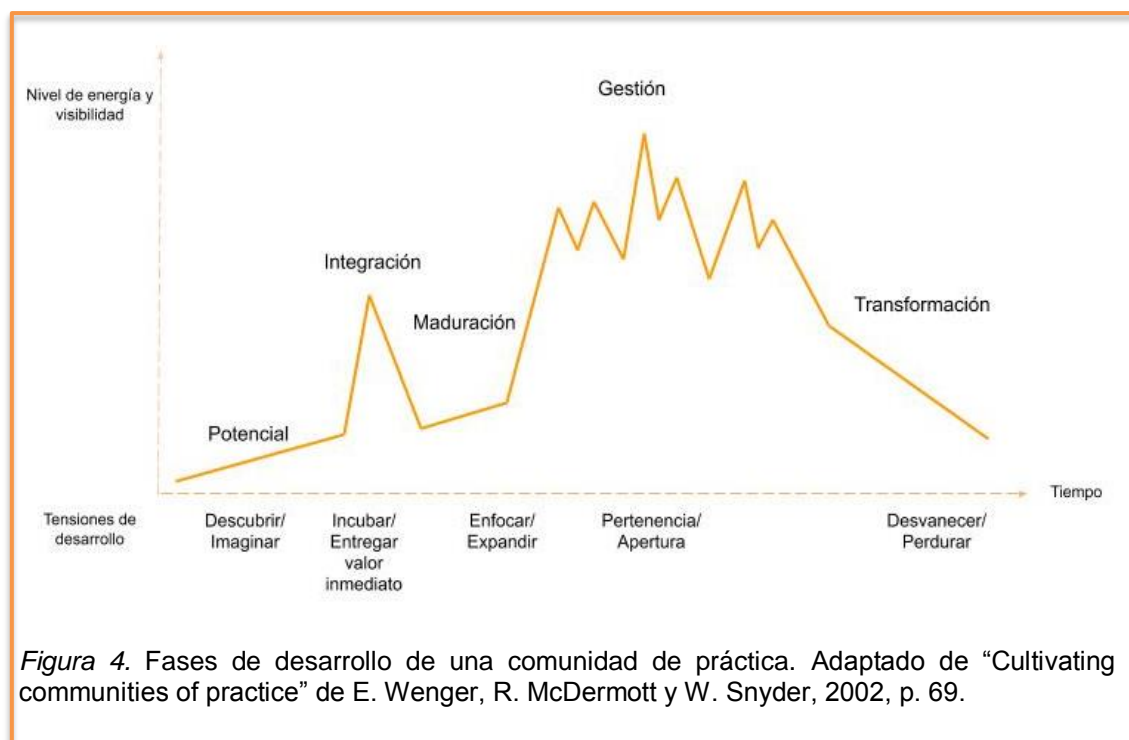 Nivel de energía y
visibilidad
Gestión
Integración
Maduración
Transformación
Potencial
Tiempo
Tensiones de
desarrollo
Descubrir/
Imaginar
Incubar/
Entregar
valor
inmediato
Enfocar/
Expandir
Pertenencia/
Apertura
Desvanecer/
Perdurar
Figura 4. Fases de desarrollo de una comunidad de práctica. Adaptado de “Cultivating
communities of practice” de E. Wenger, R. McDermott y W. Snyder, 2002, p. 69.